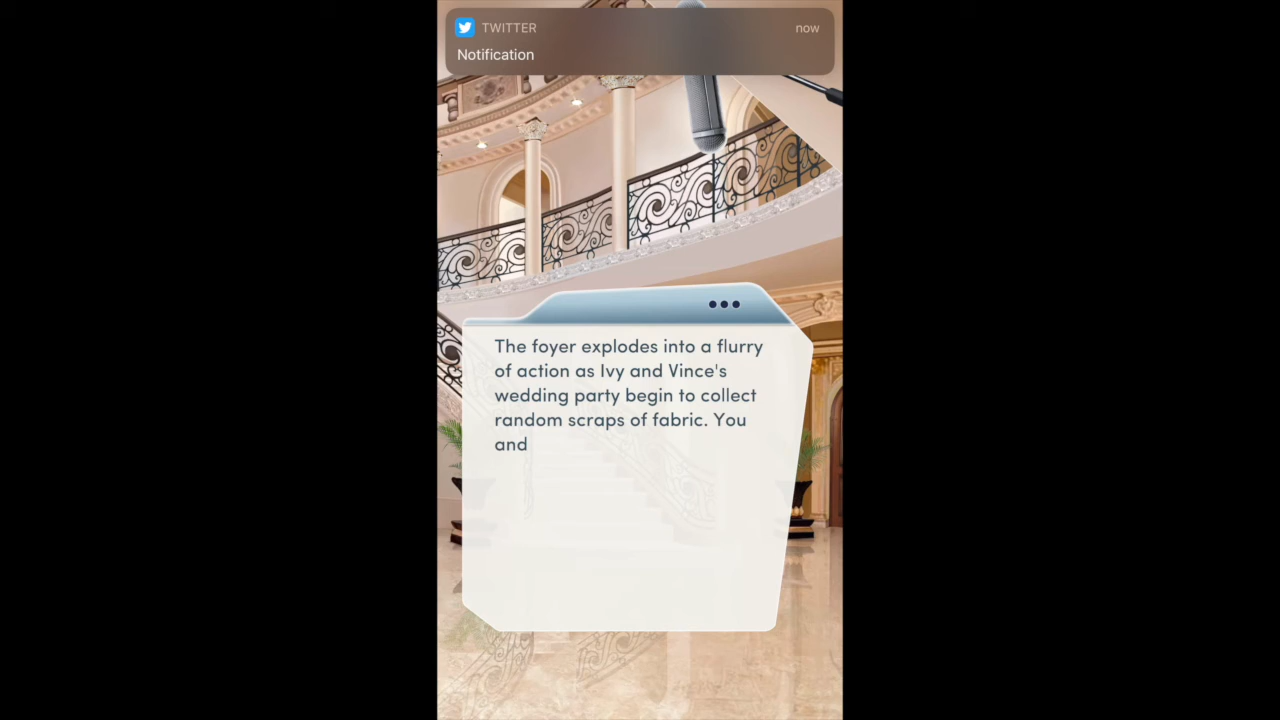 TWITTER
now
Notification
The foyer explodes into a flurry
of action as Ivy and Vince's
wedding party begin to collect
random scraps of fabric. You
and